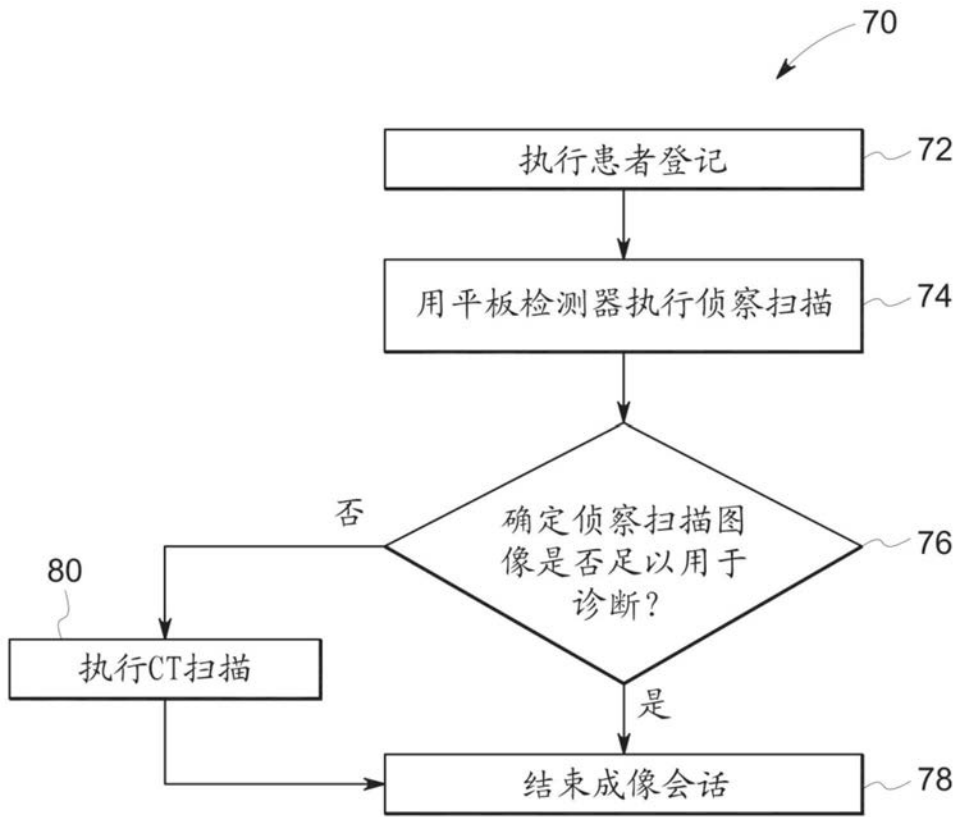 70
执行患者登记
72
用平板检测器执行侦察扫描
74
否
确定侦察扫描图
像是否足以用于
诊断?
76
80
执行CT扫描
是
结束成像会话
78